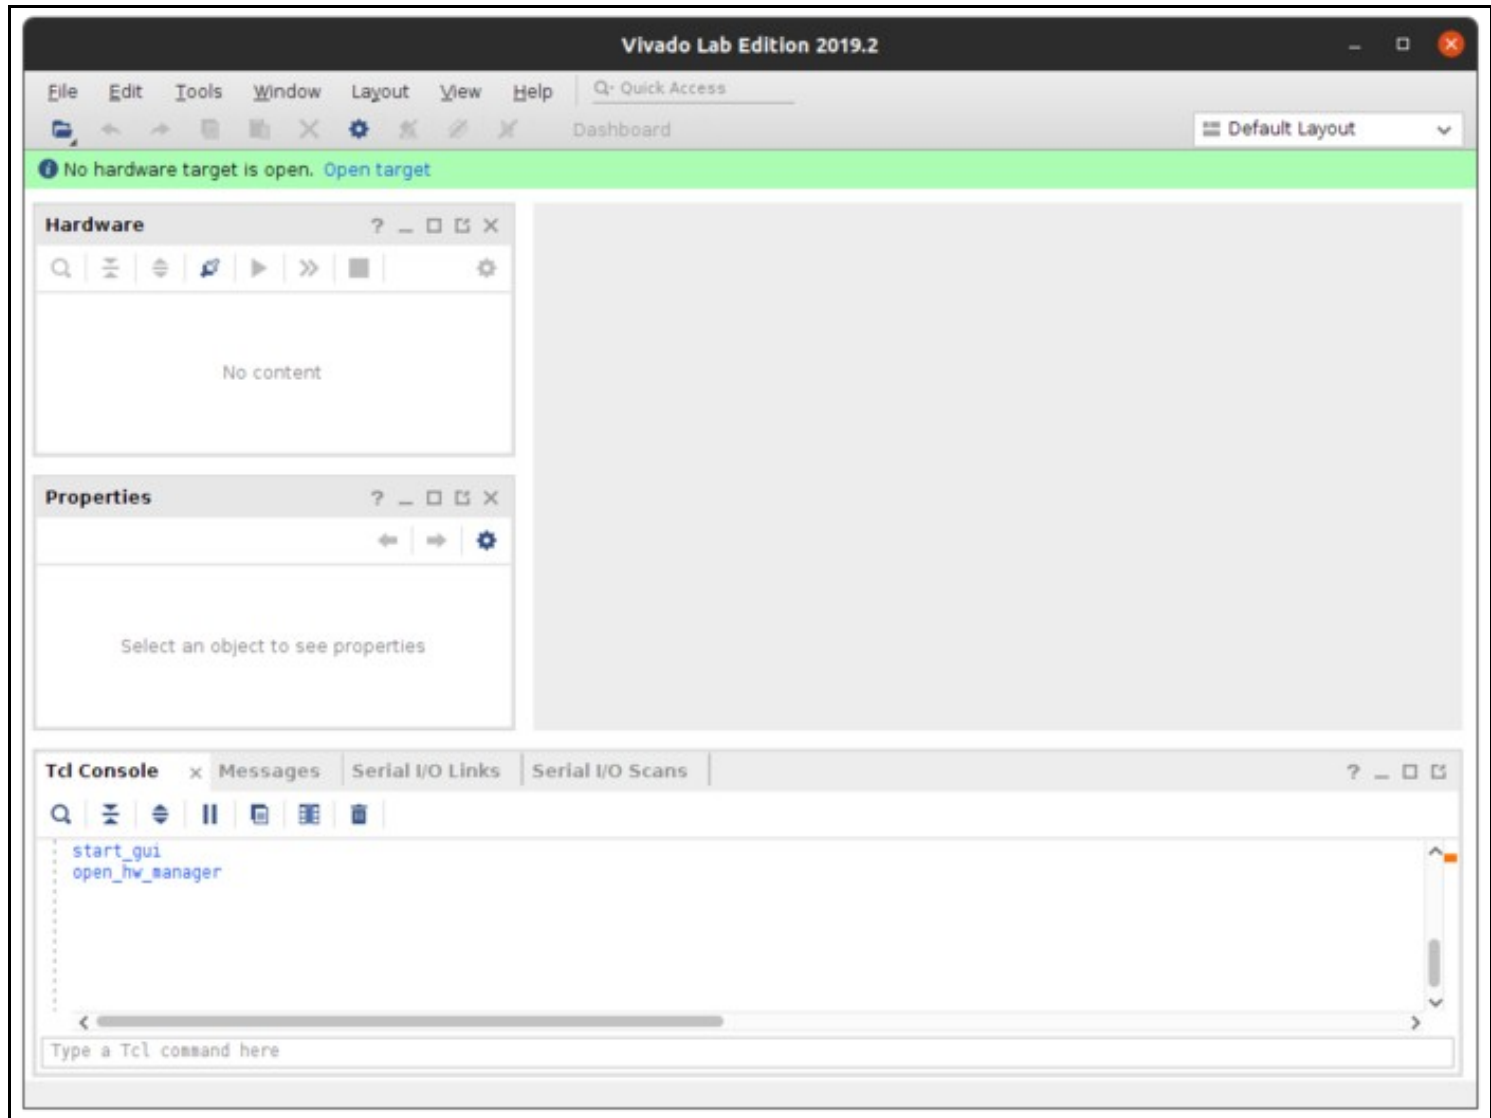 Vivado Lab Edition 2019.2
File Edit Tools Window Layout View Help Quick Access
Dashboard Default Layout
No hardware target is open. Open target
Hardware
No content
Properties
Select an object to see properties
Tcl Console Messages Serial I/O Links Serial I/O Scans
start_gui
open_hw_manager
Type a Tcl command here